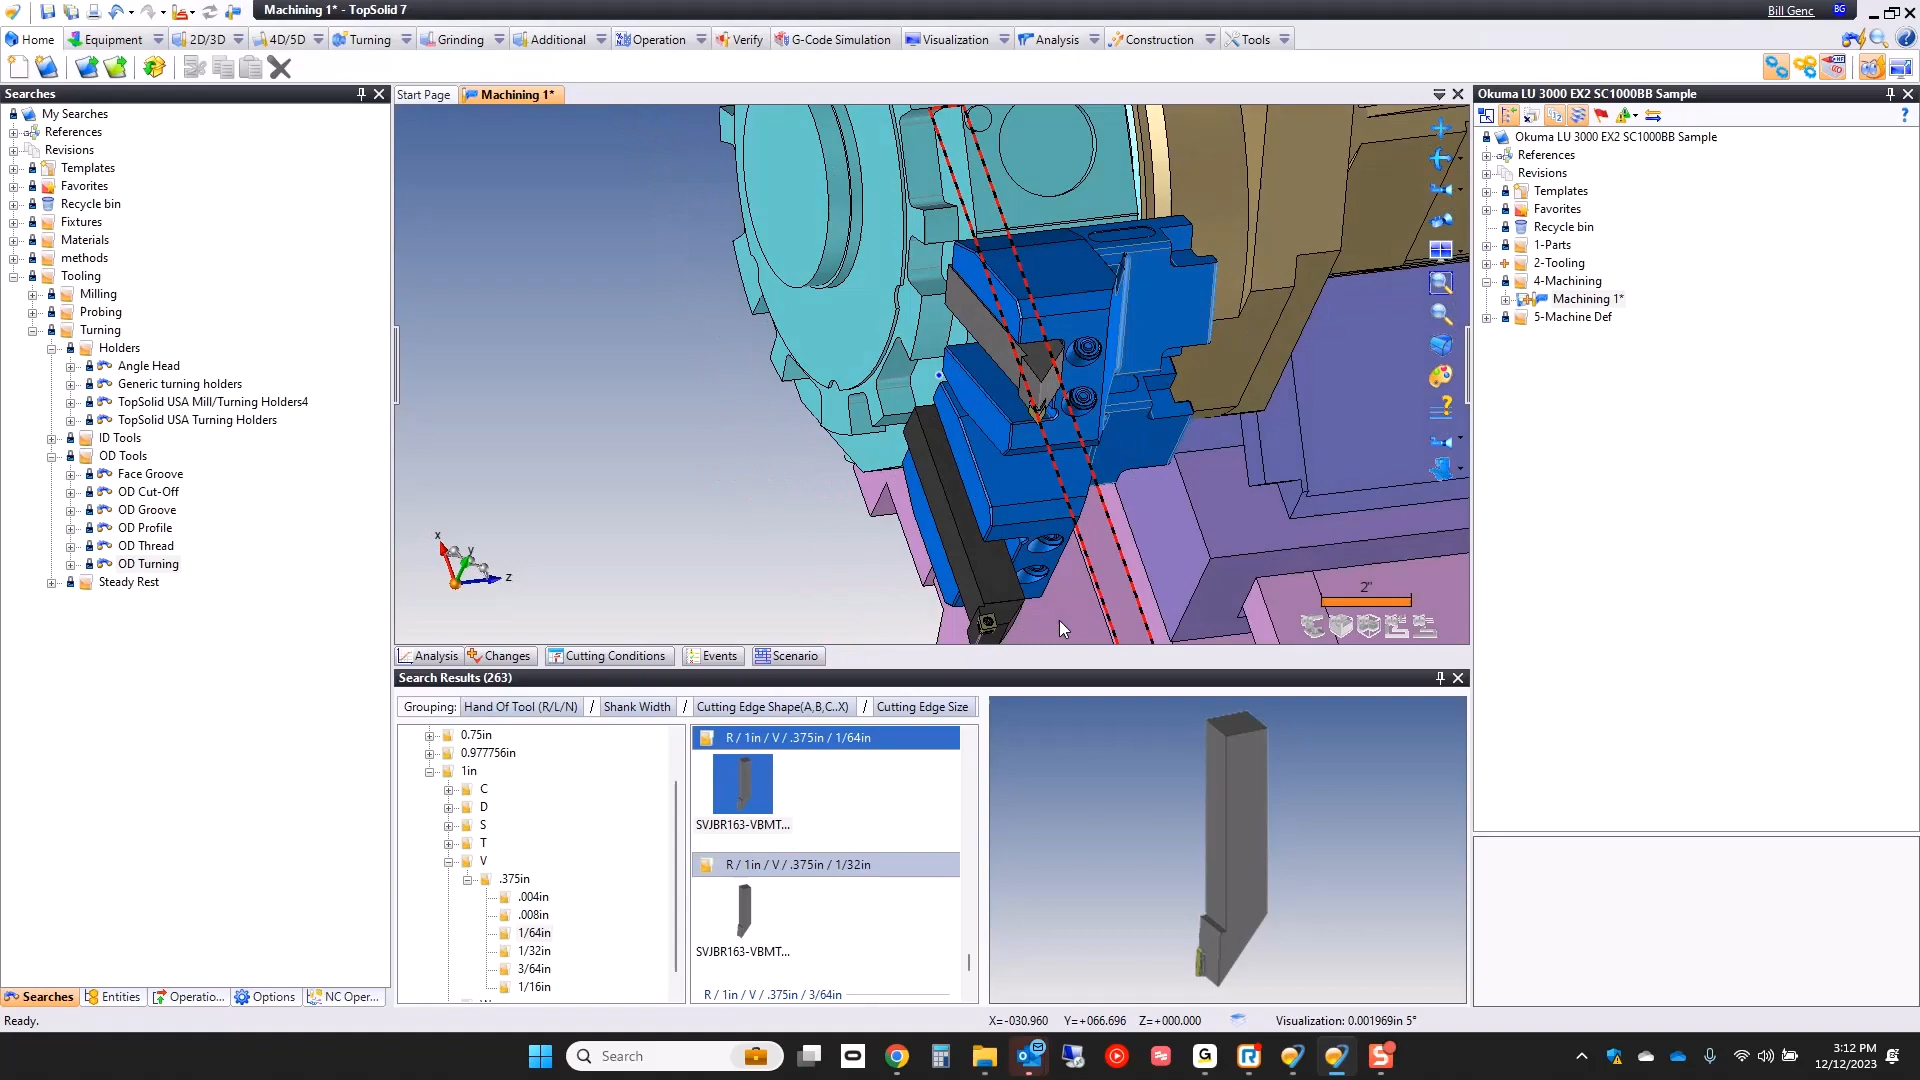 Machining 1* - TopSolid 7
Bill Genc
BG
Home
Equipment
2D/3D
4D/5D
Turning
Grinding
Additional
Operation
Verify
G-Code Simulation
Visualization
Analysis
Construction
Tools
Searches
My Searches
References
Revisions
Templates
Favorites
Recycle bin
Fixtures
Materials
methods
Tooling
Milling
Probing
Turning
Holders
Angle Head
Generic turning holders
TopSolid USA Mill/Turning Holders4
TopSolid USA Turning Holders
ID Tools
OD Tools
Face Groove
OD Cut-Off
OD Groove
OD Profile
OD Thread
OD Turning
Steady Rest
Searches
Entities
Operatio...
Options
NC Oper...
Ready.
Start Page
Machining 1*
x
y
z
2"
Analysis
Changes
Cutting Conditions
Events
Scenario
Search Results (263)
Grouping:
Hand Of Tool (R/L/N)
/
Shank Width
/
Cutting Edge Shape(A,B,C..X)
/
Cutting Edge Size
0.75in
0.977756in
1in
C
D
S
T
V
.375in
.004in
.008in
1/64in
1/32in
3/64in
1/16in
R / 1in / V / .375in / 1/64in
SVJBR163-VBMT...
R / 1in / V / .375in / 1/32in
SVJBR163-VBMT...
R / 1in / V / .375in / 3/64in
Okuma LU 3000 EX2 SC1000BB Sample
Okuma LU 3000 EX2 SC1000BB Sample
References
Revisions
Templates
Favorites
Recycle bin
1-Parts
2-Tooling
4-Machining
Machining 1*
5-Machine Def
X=-030.960
Y=+066.696
Z=+000.000
Visualization: 0.001969in 5°
Search
3:12 PM
12/12/2023